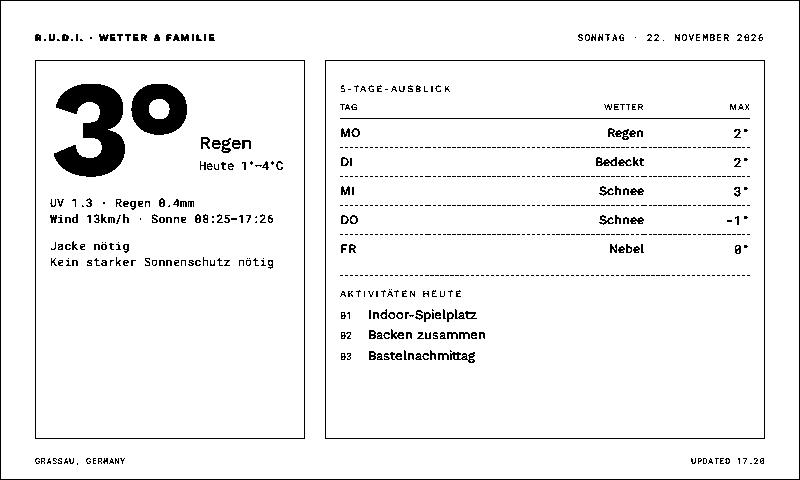 R.U.D.I. · WETTER & FAMILIE
SONNTAG · 22. NOVEMBER 2026
3°
Regen
Heute 1°–4°C
UV 1.3 · Regen 0.4mm
Wind 13km/h · Sonne 08:25–17:26
Jacke nötig
Kein starker Sonnenschutz nötig
5-TAGE-AUSBLICK
TAG WETTER MAX
MO Regen 2°
DI Bedeckt 2°
MI Schnee 3°
DO Schnee -1°
FR Nebel 0°
AKTIVITÄTEN HEUTE
01 Indoor-Spielplatz
02 Backen zusammen
03 Bastelnachmittag
GRASSAU, GERMANY
UPDATED 17.20